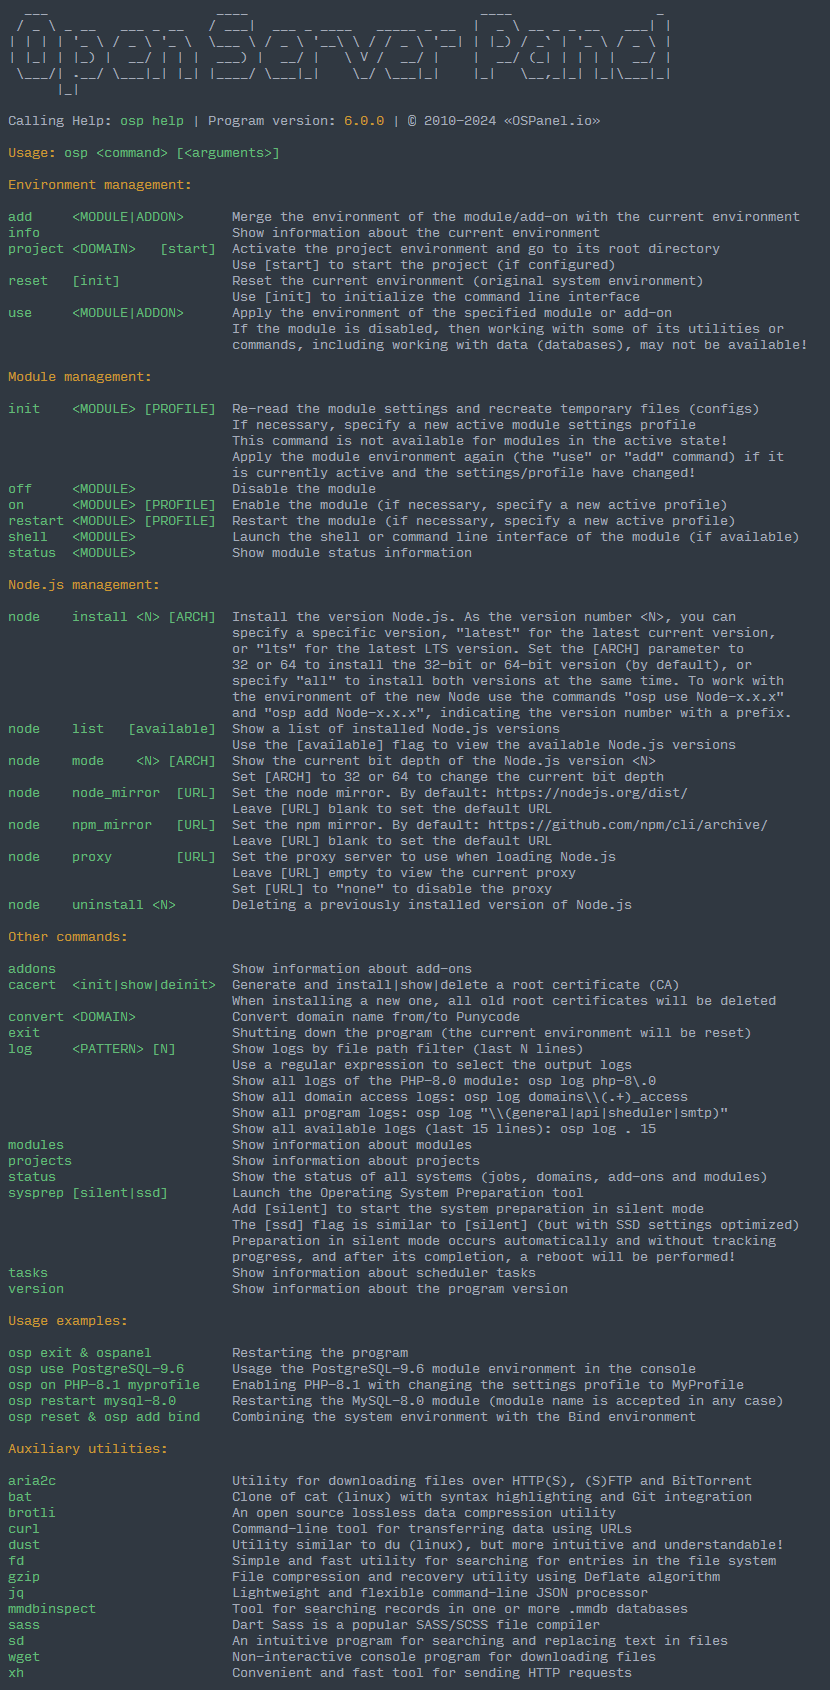 Open Server Panel
Calling Help: osp help | Program version: 6.0.0 | © 2010-2024 «OSPanel.io»
Usage: osp <command> [<arguments>]
Environment management:
add     <MODULE|ADDON>      Merge the environment of the module/add-on with the current environment
info                        Show information about the current environment
project <DOMAIN>   [start]  Activate the project environment and go to its root directory
                            Use [start] to start the project (if configured)
reset   [init]              Reset the current environment (original system environment)
                            Use [init] to initialize the command line interface
use     <MODULE|ADDON>      Apply the environment of the specified module or add-on
                            If the module is disabled, then working with some of its utilities or
                            commands, including working with data (databases), may not be available!
Module management:
init    <MODULE> [PROFILE]  Re-read the module settings and recreate temporary files (configs)
                            If necessary, specify a new active module settings profile
                            This command is not available for modules in the active state!
                            Apply the module environment again (the "use" or "add" command) if it
                            is currently active and the settings/profile have changed!
off     <MODULE>            Disable the module
on      <MODULE> [PROFILE]  Enable the module (if necessary, specify a new active profile)
restart <MODULE> [PROFILE]  Restart the module (if necessary, specify a new active profile)
shell   <MODULE>            Launch the shell or command line interface of the module (if available)
status  <MODULE>            Show module status information
Node.js management:
node    install <N> [ARCH]  Install the version Node.js. As the version number <N>, you can
                            specify a specific version, "latest" for the latest current version,
                            or "lts" for the latest LTS version. Set the [ARCH] parameter to
                            32 or 64 to install the 32-bit or 64-bit version (by default), or
                            specify "all" to install both versions at the same time. To work with
                            the environment of the new Node use the commands "osp use Node-x.x.x"
                            and "osp add Node-x.x.x", indicating the version number with a prefix.
node    list   [available]  Show a list of installed Node.js versions
                            Use the [available] flag to view the available Node.js versions
node    mode    <N> [ARCH]  Show the current bit depth of the Node.js version <N>
                            Set [ARCH] to 32 or 64 to change the current bit depth
node    node_mirror  [URL]  Set the node mirror. By default: https://nodejs.org/dist/
                            Leave [URL] blank to set the default URL
node    npm_mirror   [URL]  Set the npm mirror. By default: https://github.com/npm/cli/archive/
                            Leave [URL] blank to set the default URL
node    proxy        [URL]  Set the proxy server to use when loading Node.js
                            Leave [URL] empty to view the current proxy
                            Set [URL] to "none" to disable the proxy
node    uninstall <N>       Deleting a previously installed version of Node.js
Other commands:
addons                      Show information about add-ons
cacert  <init|show|deinit>  Generate and install|show|delete a root certificate (CA)
                            When installing a new one, all old root certificates will be deleted
convert <DOMAIN>            Convert domain name from/to Punycode
exit                        Shutting down the program (the current environment will be reset)
log     <PATTERN> [N]       Show logs by file path filter (last N lines)
                            Use a regular expression to select the output logs
                            Show all logs of the PHP-8.0 module: osp log php-8\.0
                            Show all domain access logs: osp log domains\\(.+)_access
                            Show all program logs: osp log "\\(general|api|sheduler|smtp)"
                            Show all available logs (last 15 lines): osp log . 15
modules                     Show information about modules
projects                    Show information about projects
status                      Show the status of all systems (jobs, domains, add-ons and modules)
sysprep [silent|ssd]        Launch the Operating System Preparation tool
                            Add [silent] to start the system preparation in silent mode
                            The [ssd] flag is similar to [silent] (but with SSD settings optimized)
                            Preparation in silent mode occurs automatically and without tracking
                            progress, and after its completion, a reboot will be performed!
tasks                       Show information about scheduler tasks
version                     Show information about the program version
Usage examples:
osp exit & ospanel          Restarting the program
osp use PostgreSQL-9.6      Usage the PostgreSQL-9.6 module environment in the console
osp on PHP-8.1 myprofile    Enabling PHP-8.1 with changing the settings profile to MyProfile
osp restart mysql-8.0       Restarting the MySQL-8.0 module (module name is accepted in any case)
osp reset & osp add bind    Combining the system environment with the Bind environment
Auxiliary utilities:
aria2c                      Utility for downloading files over HTTP(S), (S)FTP and BitTorrent
bat                         Clone of cat (linux) with syntax highlighting and Git integration
brotli                      An open source lossless data compression utility
curl                        Command-line tool for transferring data using URLs
dust                        Utility similar to du (linux), but more intuitive and understandable!
fd                          Simple and fast utility for searching for entries in the file system
gzip                        File compression and recovery utility using Deflate algorithm
jq                          Lightweight and flexible command-line JSON processor
mmdbinspect                 Tool for searching records in one or more .mmdb databases
sass                        Dart Sass is a popular SASS/SCSS file compiler
sd                          An intuitive program for searching and replacing text in files
wget                        Non-interactive console program for downloading files
xh                          Convenient and fast tool for sending HTTP requests